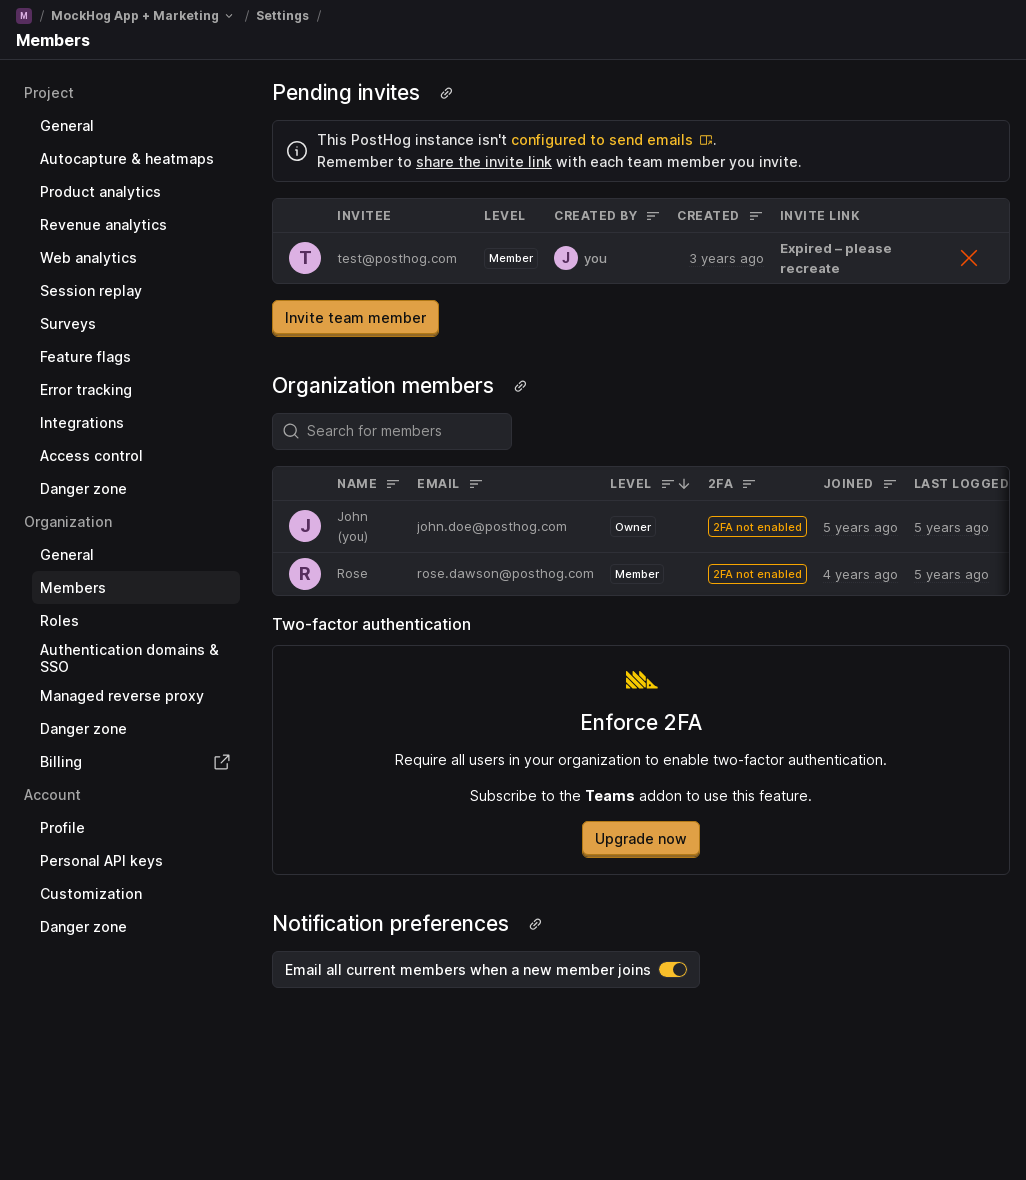 M / MockHog App + Marketing / Settings /
Members
Project
General
Autocapture & heatmaps
Product analytics
Revenue analytics
Web analytics
Session replay
Surveys
Feature flags
Error tracking
Integrations
Access control
Danger zone
Organization
General
Members
Roles
Authentication domains &
SSO
Managed reverse proxy
Danger zone
Billing
Account
Profile
Personal API keys
Customization
Danger zone
Pending invites
This PostHog instance isn't configured to send emails.
Remember to share the invite link with each team member you invite.
INVITEE LEVEL CREATED BY CREATED INVITE LINK
T test@posthog.com Member J you 3 years ago Expired – please
recreate
Invite team member
Organization members
Search for members
NAME EMAIL LEVEL 2FA JOINED LAST LOGGED
J John
(you) john.doe@posthog.com Owner 2FA not enabled 5 years ago 5 years ago
R Rose rose.dawson@posthog.com Member 2FA not enabled 4 years ago 5 years ago
Two-factor authentication
Enforce 2FA
Require all users in your organization to enable two-factor authentication.
Subscribe to the Teams addon to use this feature.
Upgrade now
Notification preferences
Email all current members when a new member joins